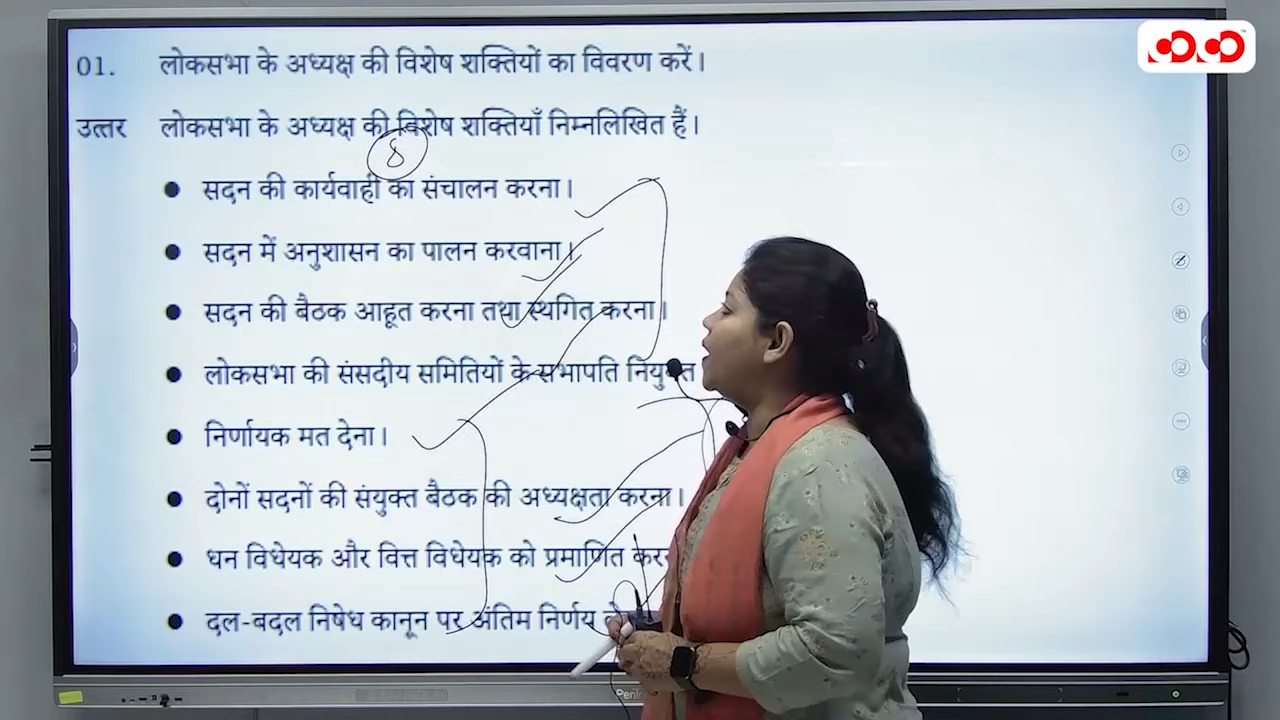 01. लोकसभा के अध्यक्ष की विशेष शक्तियों का विवरण करें।
उत्तर लोकसभा के अध्यक्ष की विशेष शक्तियाँ निम्नलिखित हैं।
8
• सदन की कार्यवाही का संचालन करना।
• सदन में अनुशासन का पालन करवाना।
• सदन की बैठक आहूत करना तथा स्थगित करना।
• लोकसभा की संसदीय समितियों के सभापति नियुक्त
• निर्णायक मत देना।
• दोनों सदनों की संयुक्त बैठक की अध्यक्षता करना।
• धन विधेयक और वित्त विधेयक को प्रमाणित
• दल-बदल निषेध कानून पर अंतिम निर्णय